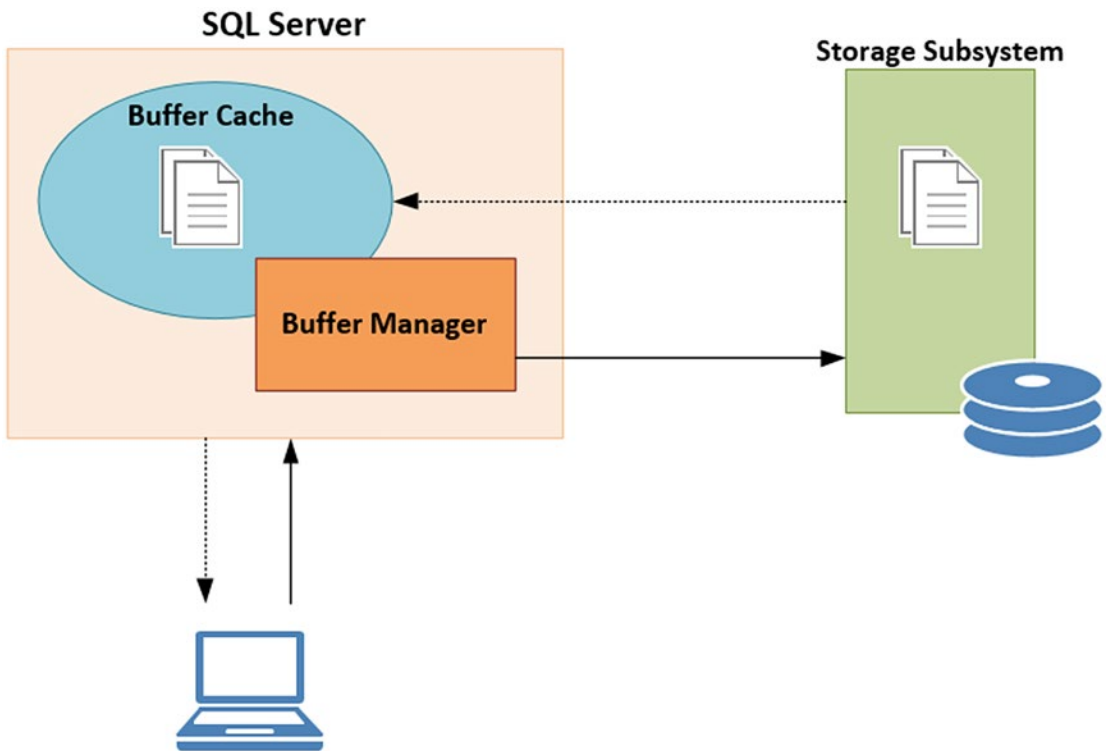 SQL Server
Storage Subsystem
Buffer Cache
Buffer Manager